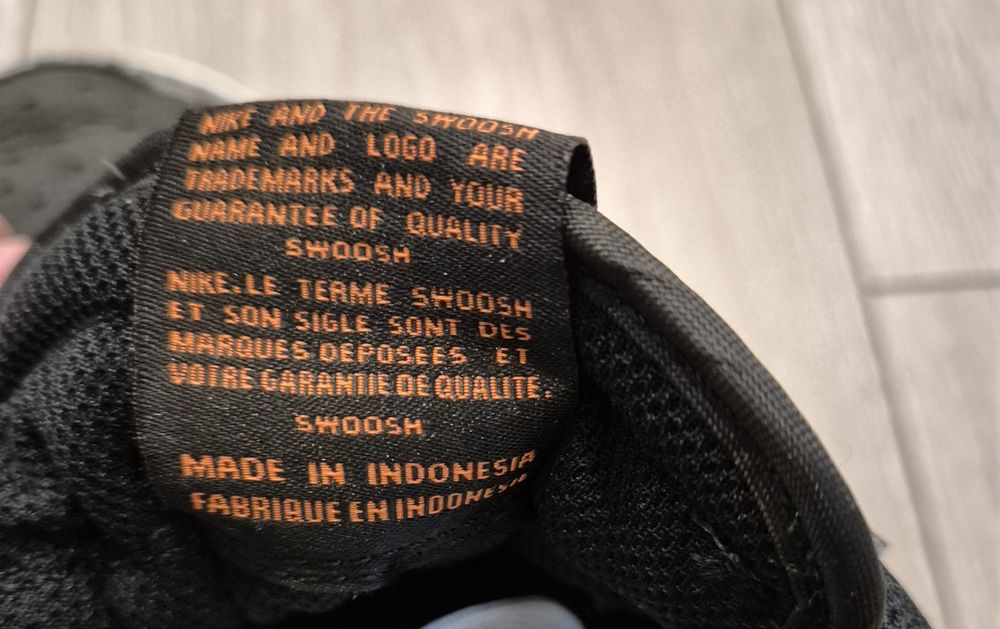 NIKE AND THE SWOOSH
NAME AND LOGO ARE
TRADEMARKS AND YOUR
GUARANTEE OF QUALITY
SWOOSH
NIKE.LE TERME SWOOSH
ET SON SIGLE SONT DES
MARQUES DEPOSEES ET
VOTRE GARANTIE DE QUALITE.
SWOOSH
MADE IN INDONESIA
FABRIQUE EN INDONESIE